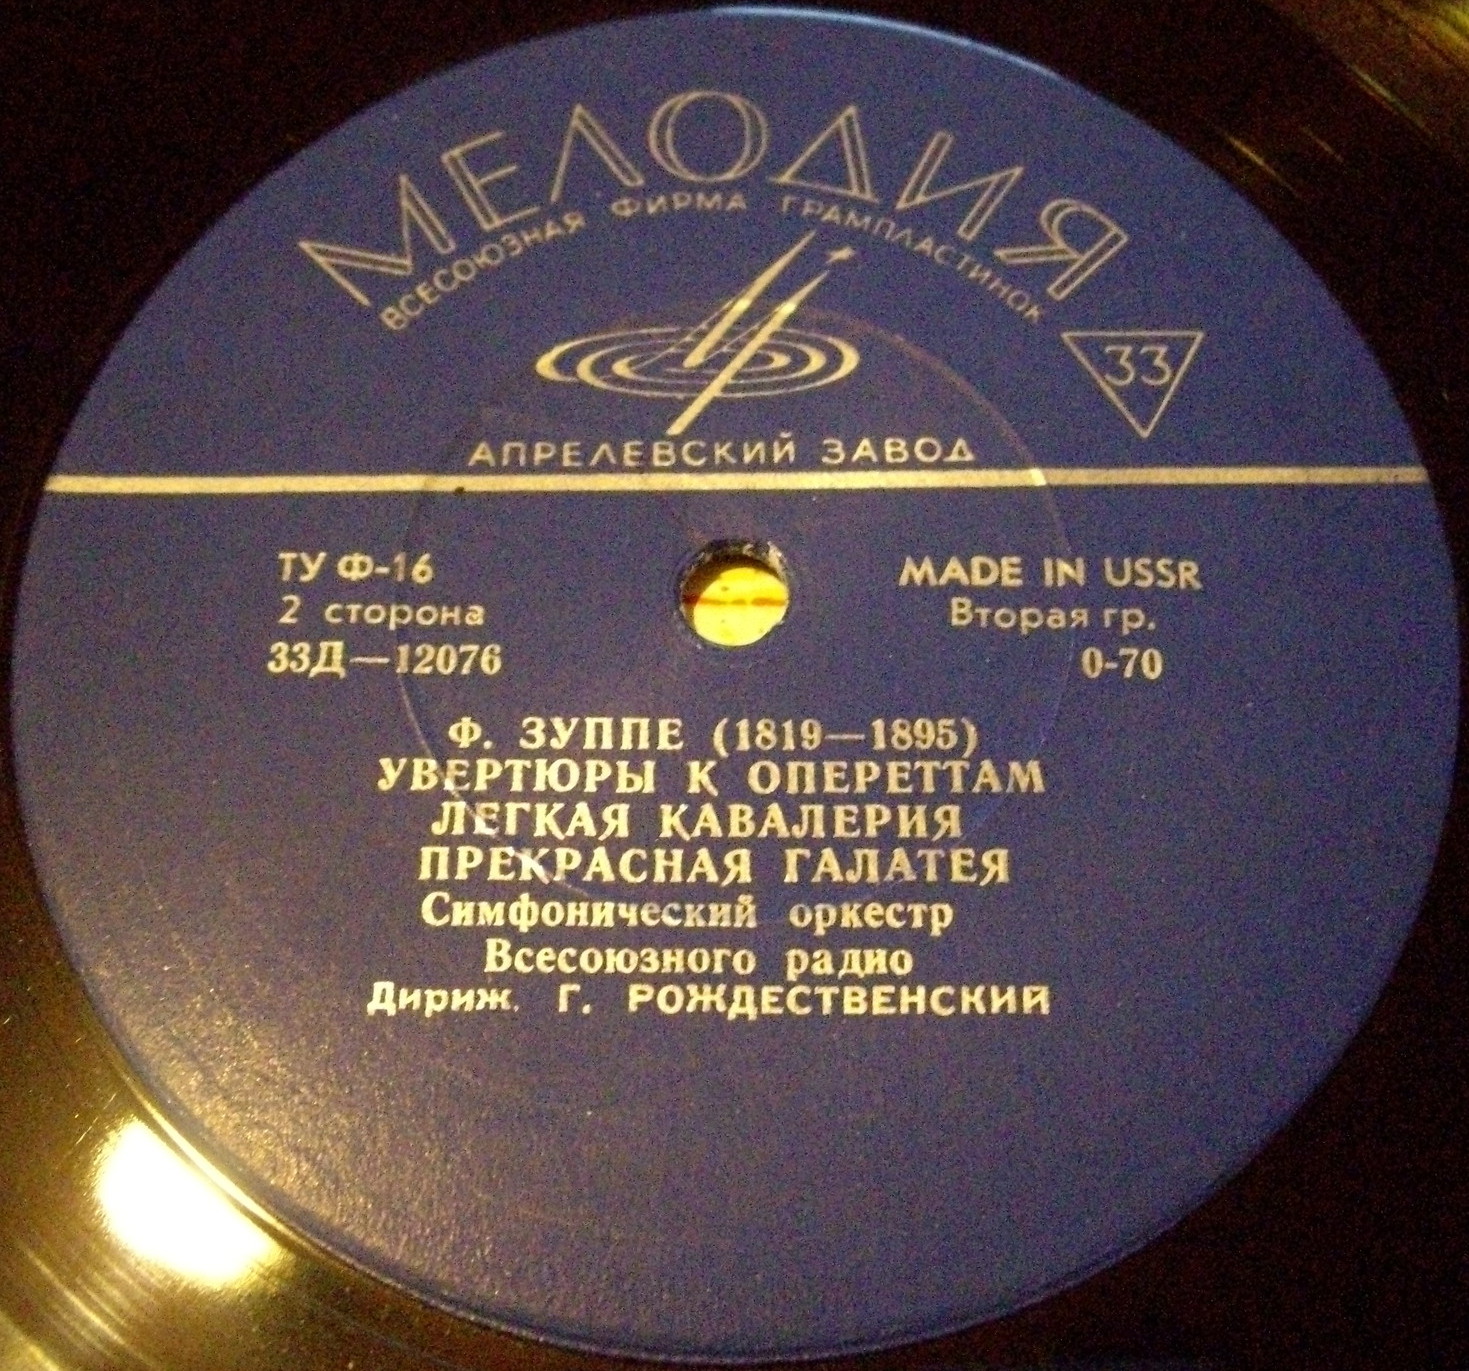 МЕЛОДИЯ
ВСЕСОЮЗНАЯ ФИРМА ГРАМПЛАСТИНОК
33
АПРЕЛЕВСКИЙ ЗАВОД
ТУ Ф-16
MADE IN USSR
2 сторона
Вторая гр.
33Д—12076
0-70
Ф. ЗУППЕ (1819—1895)
УВЕРТЮРЫ К ОПЕРЕТТАМ
ЛЕГКАЯ КАВАЛЕРИЯ
ПРЕКРАСНАЯ ГАЛАТЕЯ
Симфонический оркестр
Всесоюзного радио
Дириж. Г. РОЖДЕСТВЕНСКИЙ